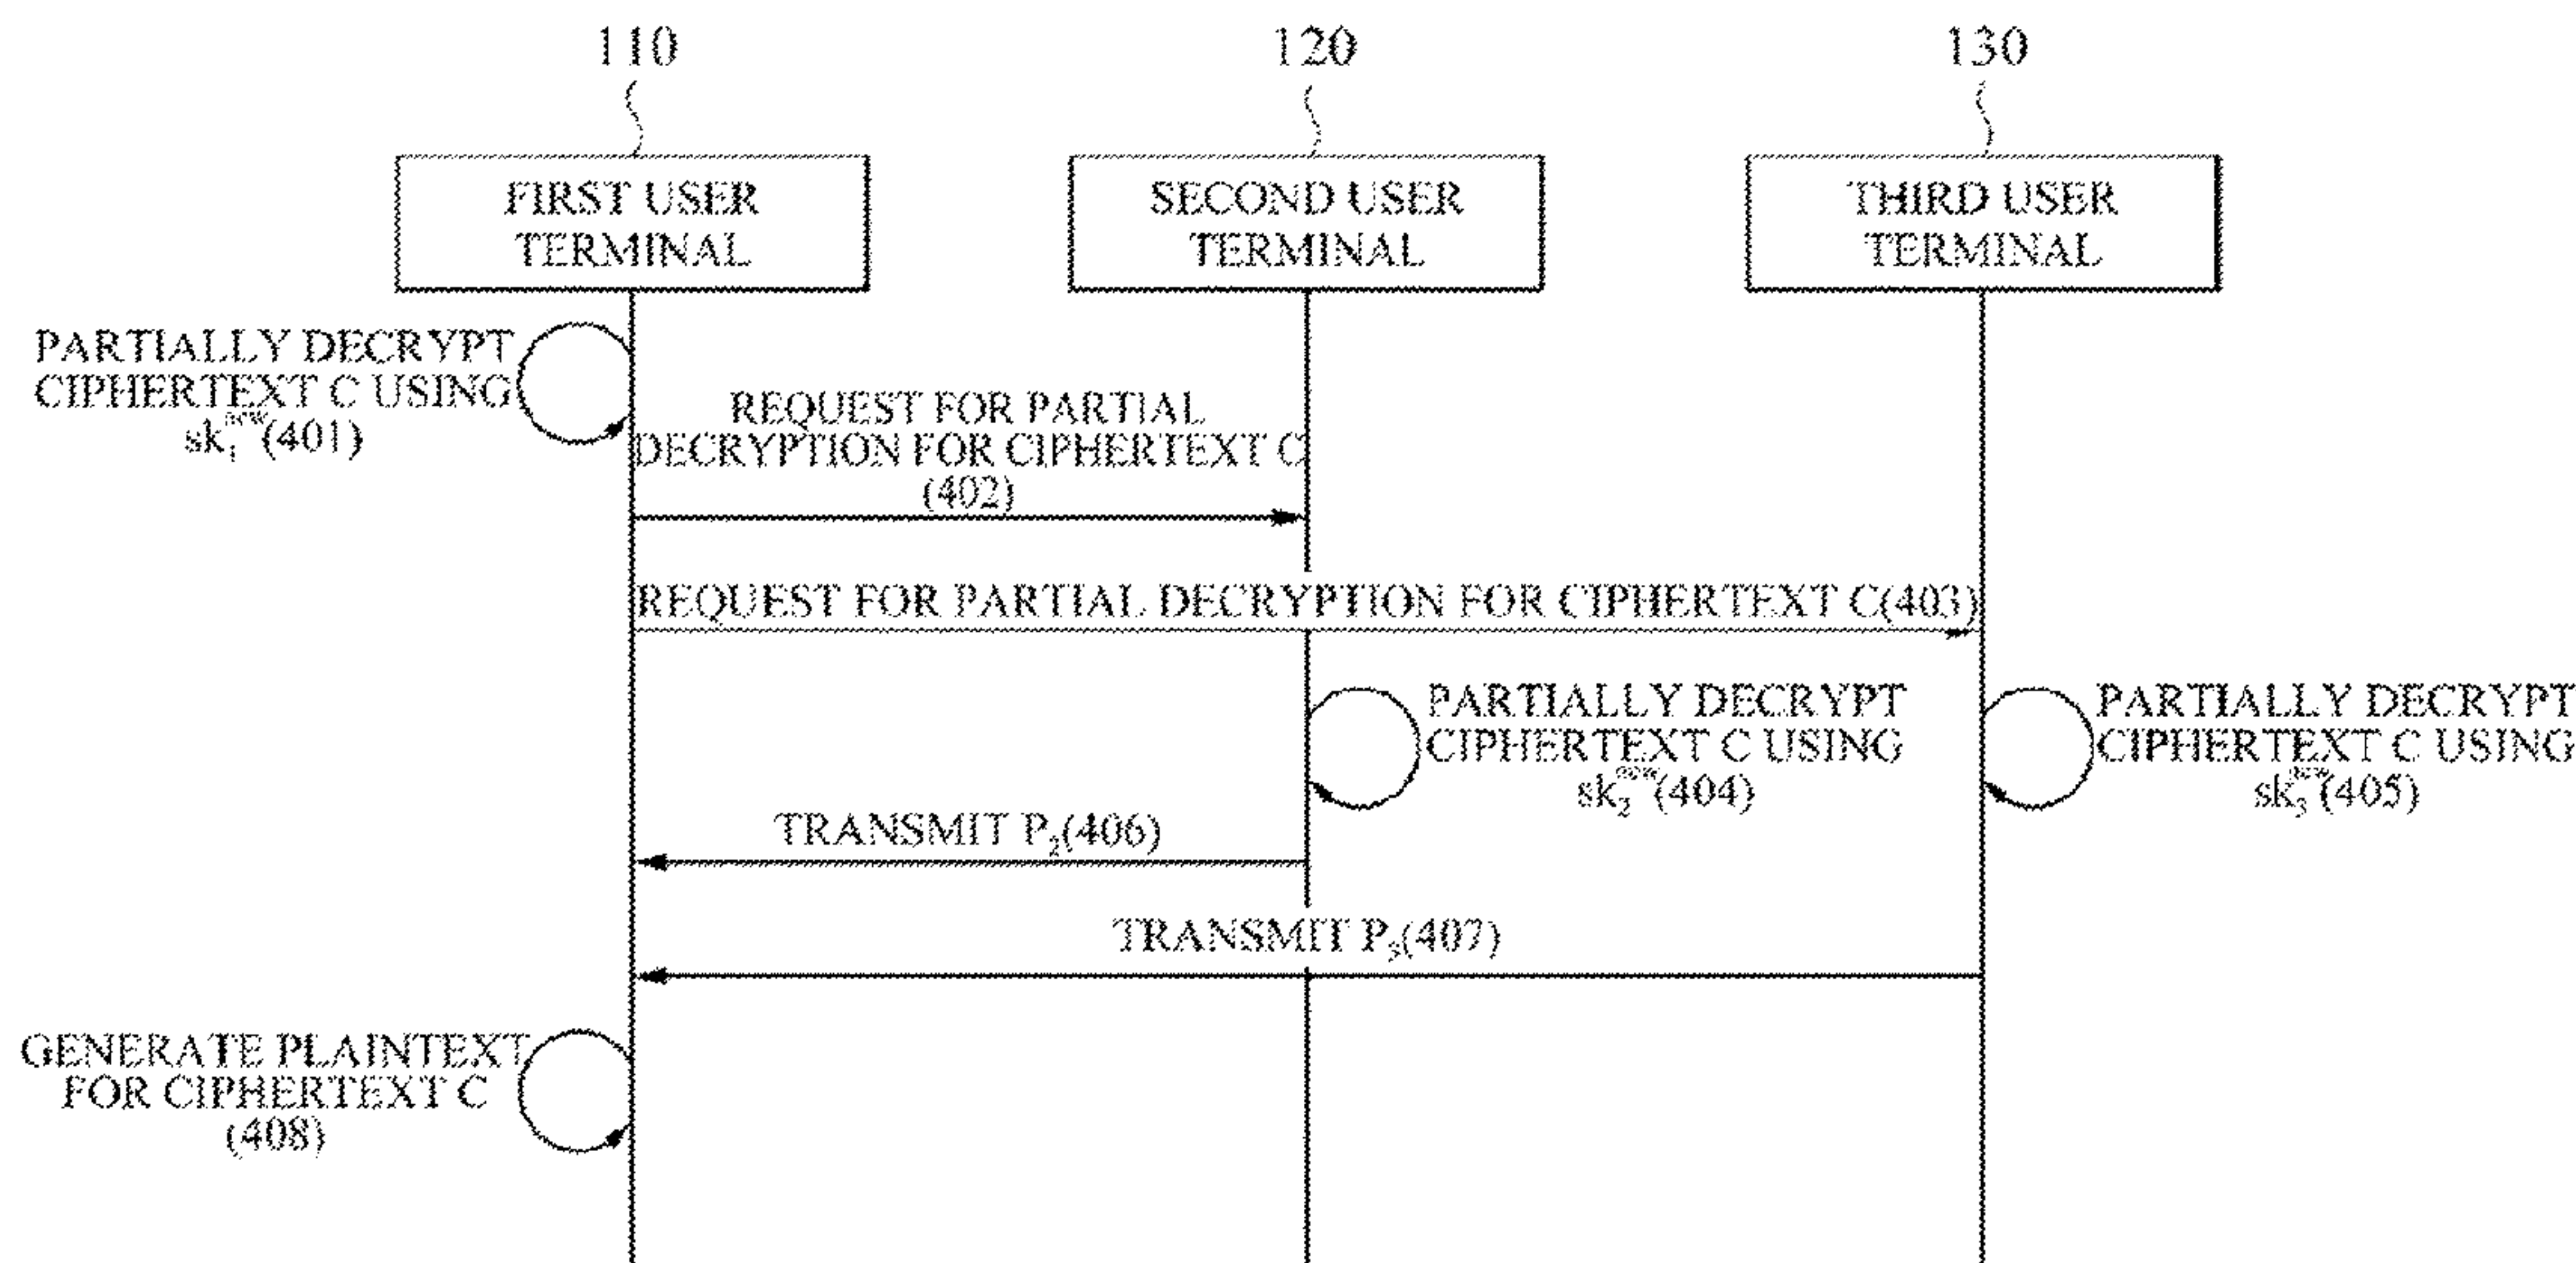 110
120
130
FIRST USER
TERMINAL
SECOND USER
TERMINAL
THIRD USER
TERMINAL
PARTIALLY DECRYPT
CIPHERTEXT C USING
sk₁ⁿᵉʷ(401)
REQUEST FOR PARTIAL
DECRYPTION FOR CIPHERTEXT C
(402)
REQUEST FOR PARTIAL DECRYPTION FOR CIPHERTEXT C(403)
PARTIALLY DECRYPT
CIPHERTEXT C USING
sk₂ⁿᵉʷ(404)
PARTIALLY DECRYPT
CIPHERTEXT C USING
sk₃ⁿᵉʷ(405)
TRANSMIT P₂(406)
TRANSMIT P₃(407)
GENERATE PLAINTEXT
FOR CIPHERTEXT C
(408)